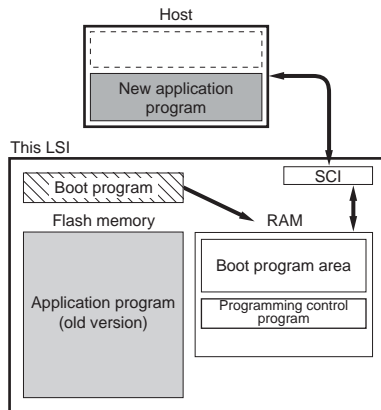 Host
New application
program
This LSI
SCI
Boot program
Flash memory
RAM
Boot program area
Application program
(old version)
Programming control
program